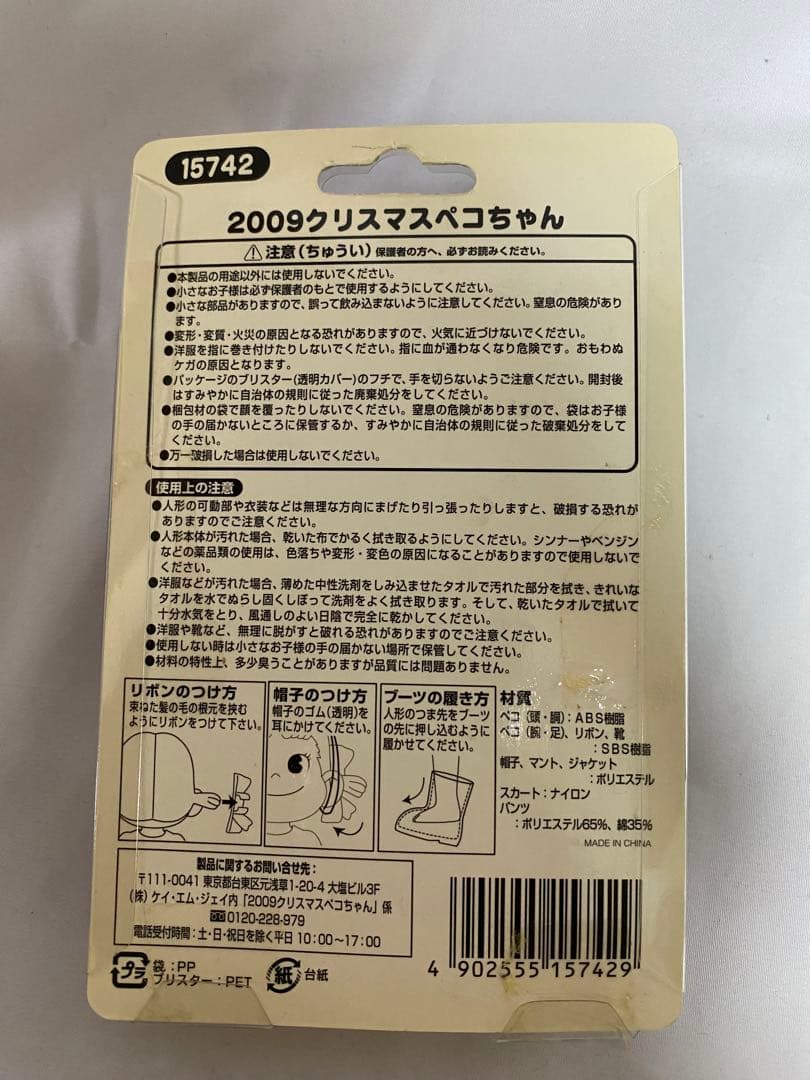 15742
2009クリスマスペコちゃん
⚠注意(ちゅうい) 保護者の方へ、必ずお読みください。
●本製品の用途以外には使用しないでください。
●小さなお子様は必ず保護者のもとで使用するようにしてください。
●小さな部品がありますので、誤って飲み込まないように注意してください。窒息の危険があり
ます。
●変形・変質・火災の原因となる恐れがありますので、火気に近づけないでください。
●洋服を指に巻き付けたりしないでください。指に血が通わなくなり危険です。おもわぬ
ケガの原因となります。
●パッケージのブリスター(透明カバー)のフチで、手を切らないようご注意ください。開封後
はすみやかに自治体の規則に従った廃棄処分をしてください。
●梱包材の袋で顔を覆ったりしないでください。窒息の危険がありますので、袋はお子様
の手の届かないところに保管するか、すみやかに自治体の規則に従った破棄処分をして
ください。
●万一破損した場合は使用しないでください。
使用上の注意
●人形の可動部や衣装などは無理な方向にまげたり引っ張ったりしますと、破損する恐れが
ありますのでご注意ください。
●人形本体が汚れた場合、乾いた布でかるく拭き取るようにしてください。シンナーやベンジン
などの薬品類の使用は、色落ちや変形・変色の原因になることがありますので使用しないで
ください。
●洋服などが汚れた場合、薄めた中性洗剤をしみ込ませたタオルで汚れた部分を拭き、きれいな
タオルを水でぬらし固くしぼって洗剤をよく拭き取ります。そして、乾いたタオルで拭いて
十分水気をとり、風通しのよい日陰で完全に乾かしてください。
●洋服や靴など、無理に脱がすと破れる恐れがありますのでご注意ください。
●使用しない時は小さなお子様の手の届かない場所で保管してください。
●材料の特性上、多少臭うことがありますが品質には問題ありません。
リボンのつけ方
束ねた髪の毛の根元を挟む
ようにリボンをつけて下さい。
帽子のつけ方
帽子のゴム(透明)を
耳にかけてください。
ブーツの履き方
人形のつま先をブーツ
の先に押し込むように
履かせてください。
材質
ペコ(頭・胴):ABS樹脂
ペコ(腕・足)、リボン、靴
:SBS樹脂
帽子、マント、ジャケット
:ポリエステル
スカート:ナイロン
パンツ
:ポリエステル65%、綿35%
MADE IN CHINA
製品に関するお問い合せ先:
〒111-0041 東京都台東区元浅草1-20-4 大塩ビル3F
(株)ケイ・エム・ジェイ内「2009クリスマスペコちゃん」係
0120-228-979
電話受付時間:土・日・祝日を除く平日 10:00〜17:00
プラ
袋:PP
ブリスター:PET
紙
台紙
4 902555 157429